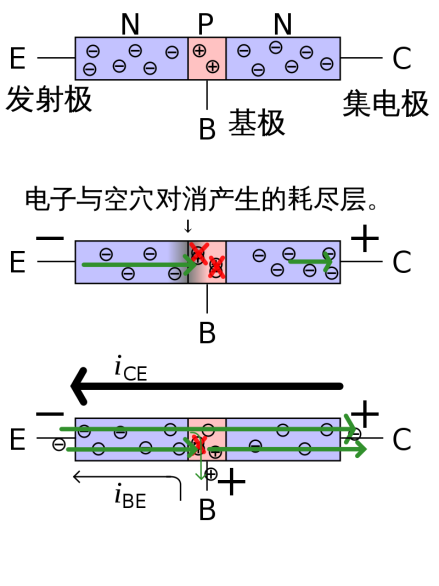 N P N
E C
发射极 集电极
B 基极
电子与空穴对消产生的耗尽层。
− +
E C
B
iCE
− +
E C
+
iBE B